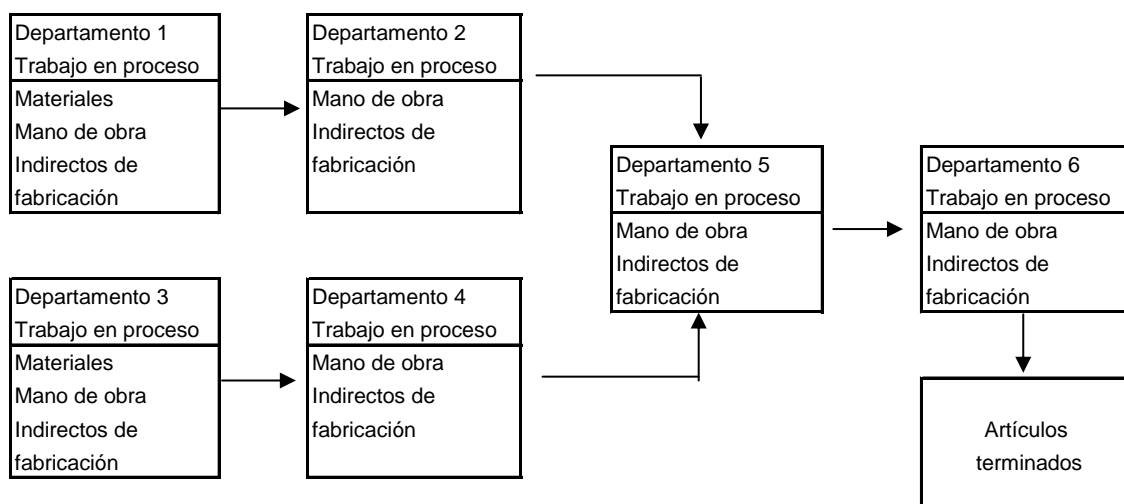 Departamento 1
Trabajo en proceso
Materiales
Mano de obra
Indirectos de
fabricación
Departamento 2
Trabajo en proceso
Mano de obra
Indirectos de
fabricación
Departamento 3
Trabajo en proceso
Materiales
Mano de obra
Indirectos de
fabricación
Departamento 4
Trabajo en proceso
Mano de obra
Indirectos de
fabricación
Departamento 5
Trabajo en proceso
Mano de obra
Indirectos de
fabricación
Departamento 6
Trabajo en proceso
Mano de obra
Indirectos de
fabricación
Artículos
terminados